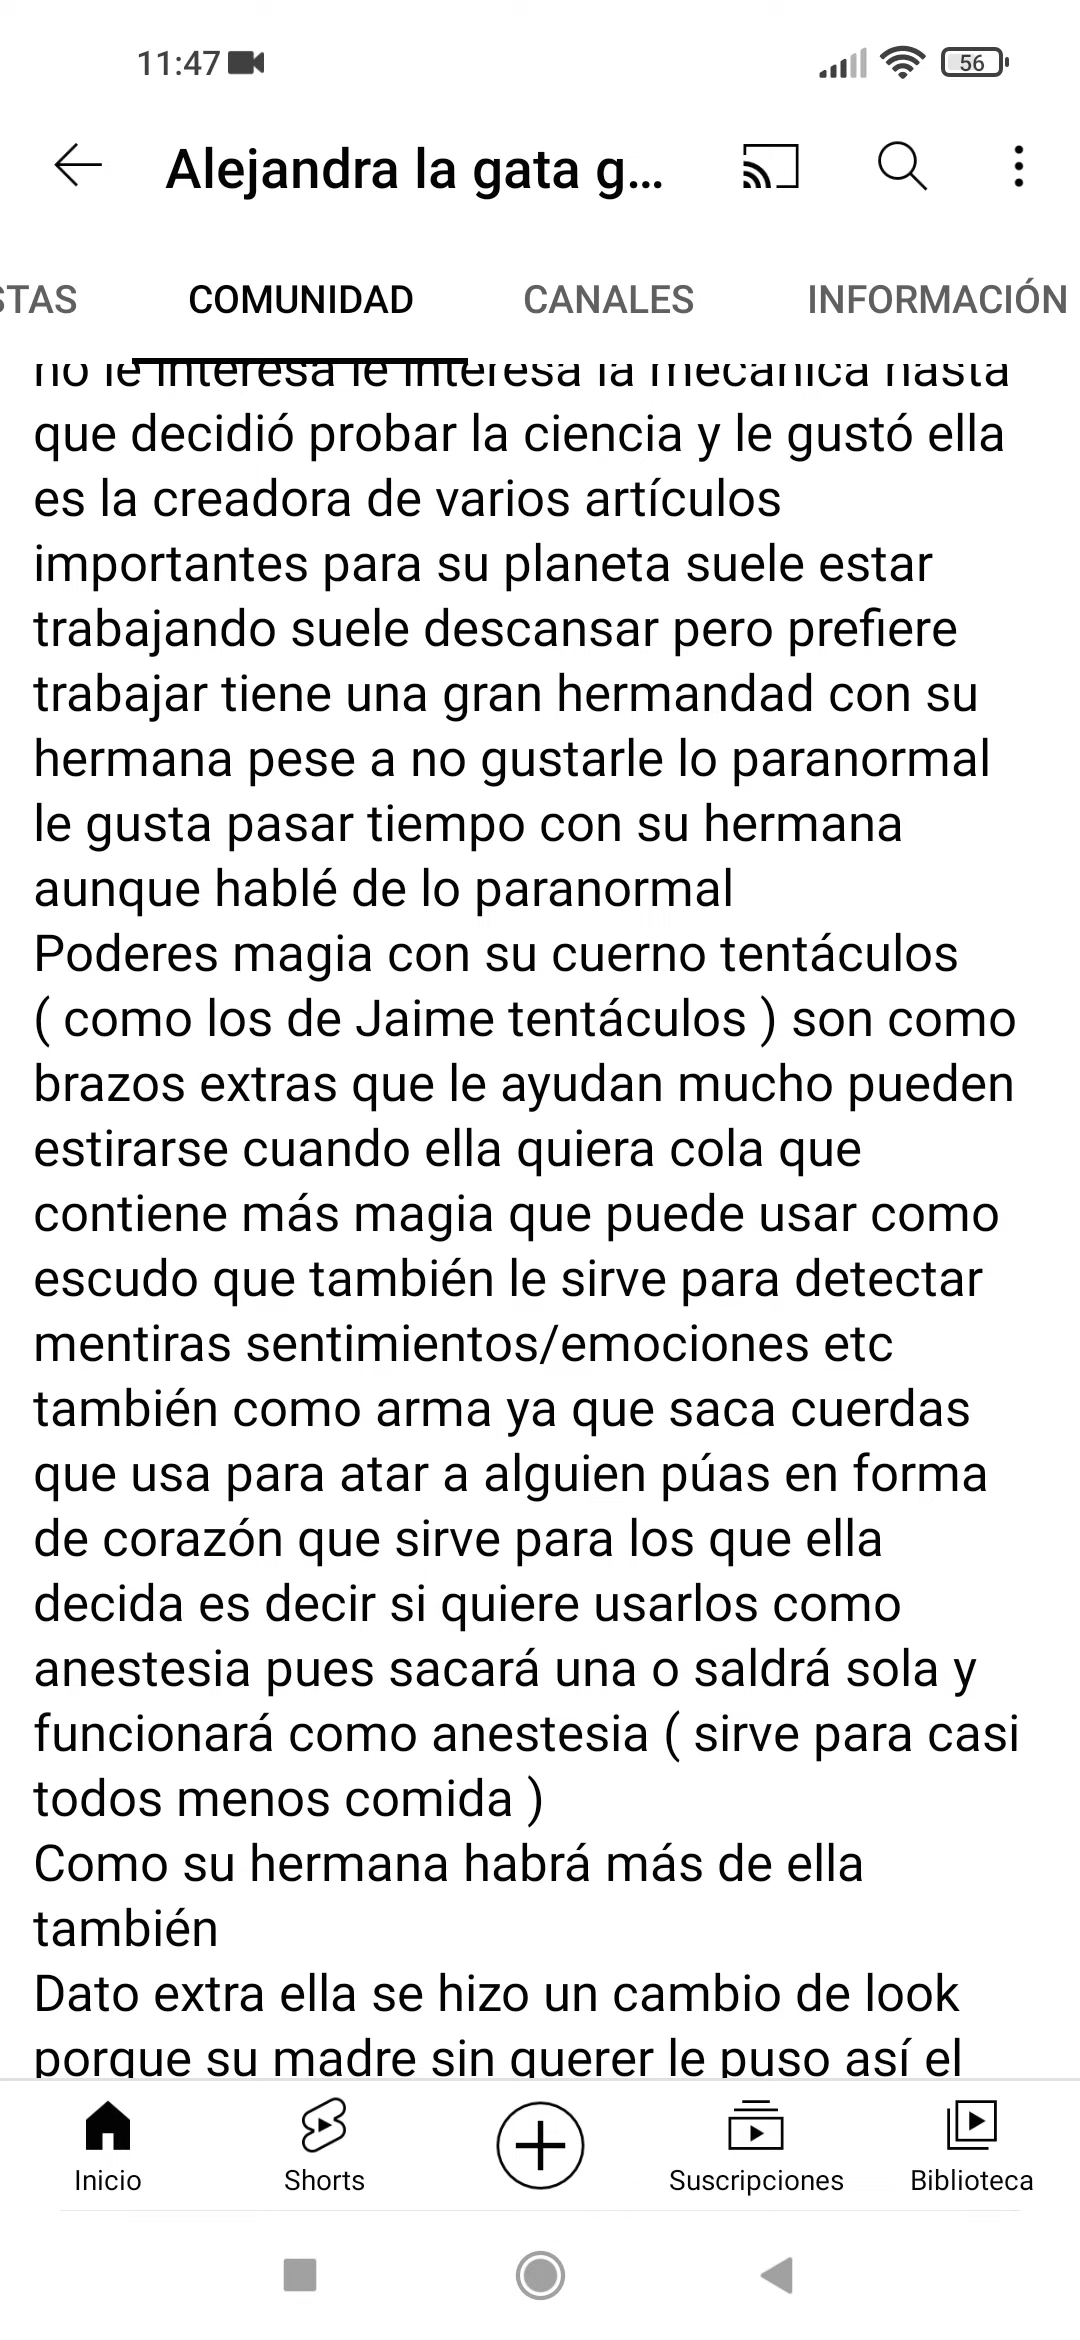 11:47
56
Alejandra la gata g...
STAS COMUNIDAD CANALES INFORMACIÓN
no le interesa le interesa la mecánica hasta
que decidió probar la ciencia y le gustó ella
es la creadora de varios artículos
importantes para su planeta suele estar
trabajando suele descansar pero prefiere
trabajar tiene una gran hermandad con su
hermana pese a no gustarle lo paranormal
le gusta pasar tiempo con su hermana
aunque hablé de lo paranormal
Poderes magia con su cuerno tentáculos
( como los de Jaime tentáculos ) son como
brazos extras que le ayudan mucho pueden
estirarse cuando ella quiera cola que
contiene más magia que puede usar como
escudo que también le sirve para detectar
mentiras sentimientos/emociones etc
también como arma ya que saca cuerdas
que usa para atar a alguien púas en forma
de corazón que sirve para los que ella
decida es decir si quiere usarlos como
anestesia pues sacará una o saldrá sola y
funcionará como anestesia ( sirve para casi
todos menos comida )
Como su hermana habrá más de ella
también
Dato extra ella se hizo un cambio de look
porque su madre sin querer le puso así el
Inicio Shorts Suscripciones Biblioteca